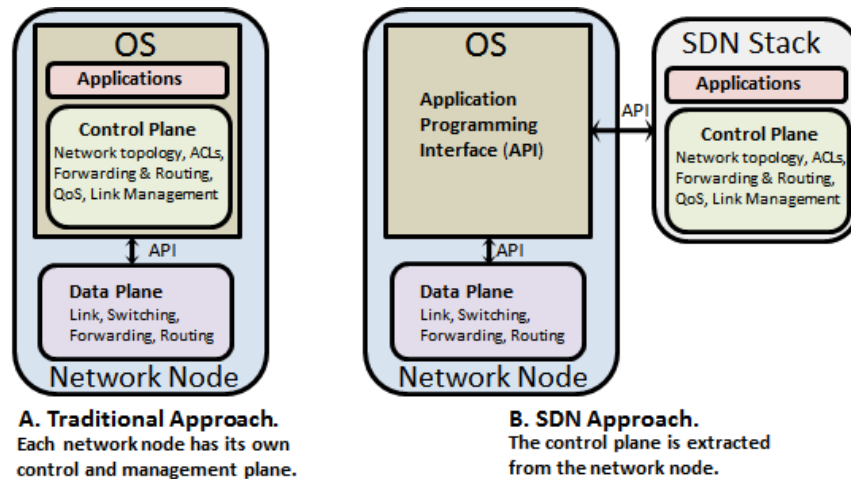 OS
Applications
Control Plane
Network topology, ACLs,
Forwarding & Routing,
QoS, Link Management
API
Data Plane
Link, Switching,
Forwarding, Routing
Network Node
A. Traditional Approach.
Each network node has its own
control and management plane.
OS
Application
Programming
Interface (API)
API
Data Plane
Link, Switching,
Forwarding, Routing
Network Node
API
SDN Stack
Applications
Control Plane
Network topology, ACLs,
Forwarding & Routing,
QoS, Link Management
B. SDN Approach.
The control plane is extracted
from the network node.